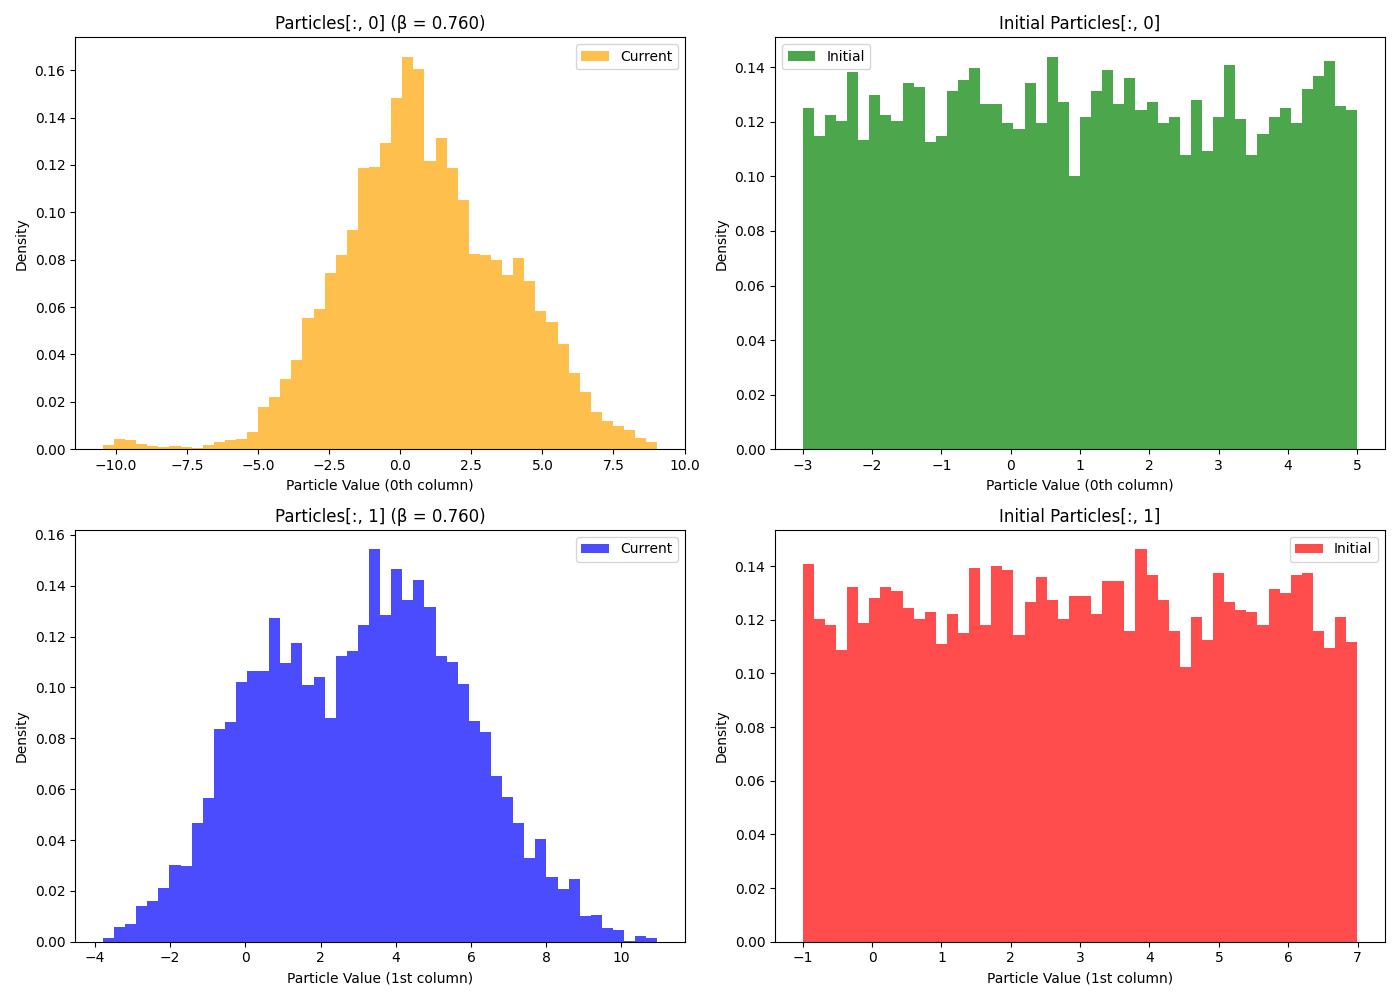 Particles[:, 0] (β = 0.760)
Current
0.16
0.14
0.12
0.10
0.08
0.06
0.04
0.02
0.00
Density
−10.0 −7.5 −5.0 −2.5 0.0 2.5 5.0 7.5 10.0
Particle Value (0th column)
Initial Particles[:, 0]
Initial
0.14
0.12
0.10
0.08
0.06
0.04
0.02
0.00
Density
−3 −2 −1 0 1 2 3 4 5
Particle Value (0th column)
Particles[:, 1] (β = 0.760)
Current
0.16
0.14
0.12
0.10
0.08
0.06
0.04
0.02
0.00
Density
−4 −2 0 2 4 6 8 10
Particle Value (1st column)
Initial Particles[:, 1]
Initial
0.14
0.12
0.10
0.08
0.06
0.04
0.02
0.00
Density
−1 0 1 2 3 4 5 6 7
Particle Value (1st column)